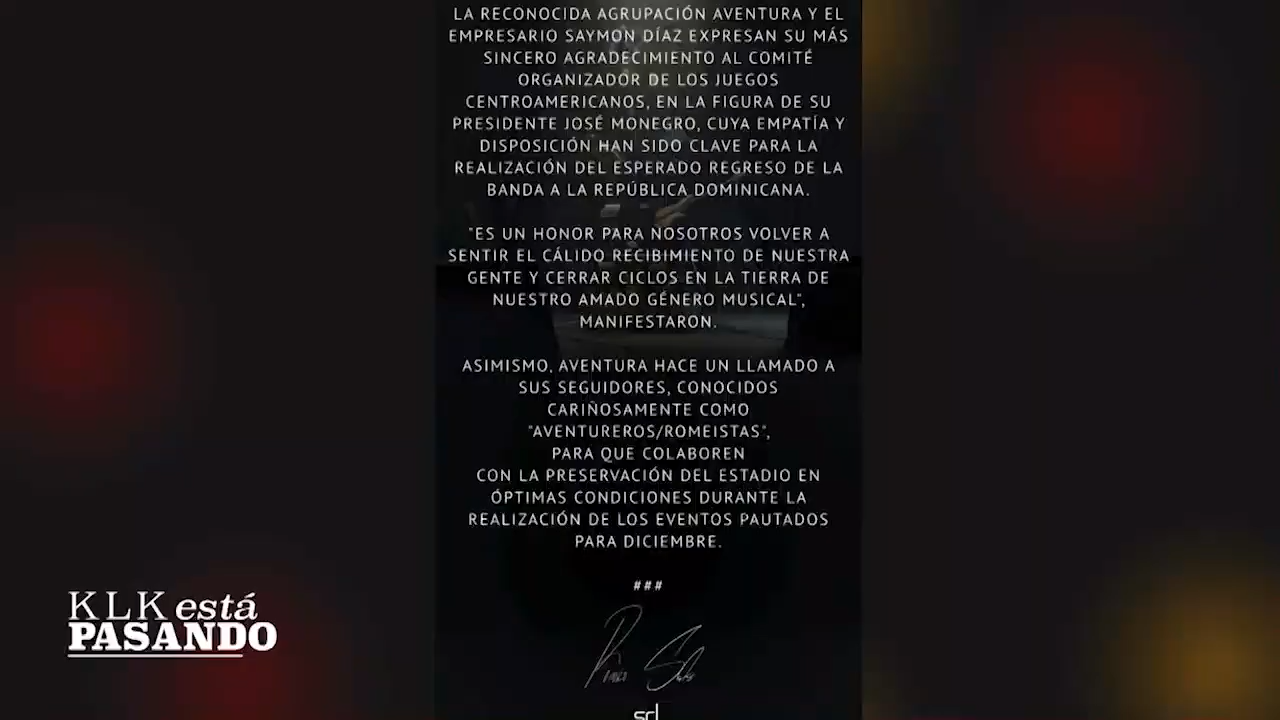 LA RECONOCIDA AGRUPACIÓN AVENTURA Y EL
EMPRESARIO SAYMON DÍAZ EXPRESAN SU MÁS
SINCERO AGRADECIMIENTO AL COMITÉ
ORGANIZADOR DE LOS JUEGOS
CENTROAMERICANOS, EN LA FIGURA DE SU
PRESIDENTE JOSÉ MONEGRO, CUYA EMPATÍA Y
DISPOSICIÓN HAN SIDO CLAVE PARA LA
REALIZACIÓN DEL ESPERADO REGRESO DE LA
BANDA A LA REPÚBLICA DOMINICANA.
"ES UN HONOR PARA NOSOTROS VOLVER A
SENTIR EL CÁLIDO RECIBIMIENTO DE NUESTRA
GENTE Y CERRAR CICLOS EN LA TIERRA DE
NUESTRO AMADO GÉNERO MUSICAL",
MANIFESTARON.
ASIMISMO, AVENTURA HACE UN LLAMADO A
SUS SEGUIDORES, CONOCIDOS
CARIÑOSAMENTE COMO
"AVENTUREROS/ROMEISTAS",
PARA QUE COLABOREN
CON LA PRESERVACIÓN DEL ESTADIO EN
ÓPTIMAS CONDICIONES DURANTE LA
REALIZACIÓN DE LOS EVENTOS PAUTADOS
PARA DICIEMBRE.
###
KLK está
PASANDO